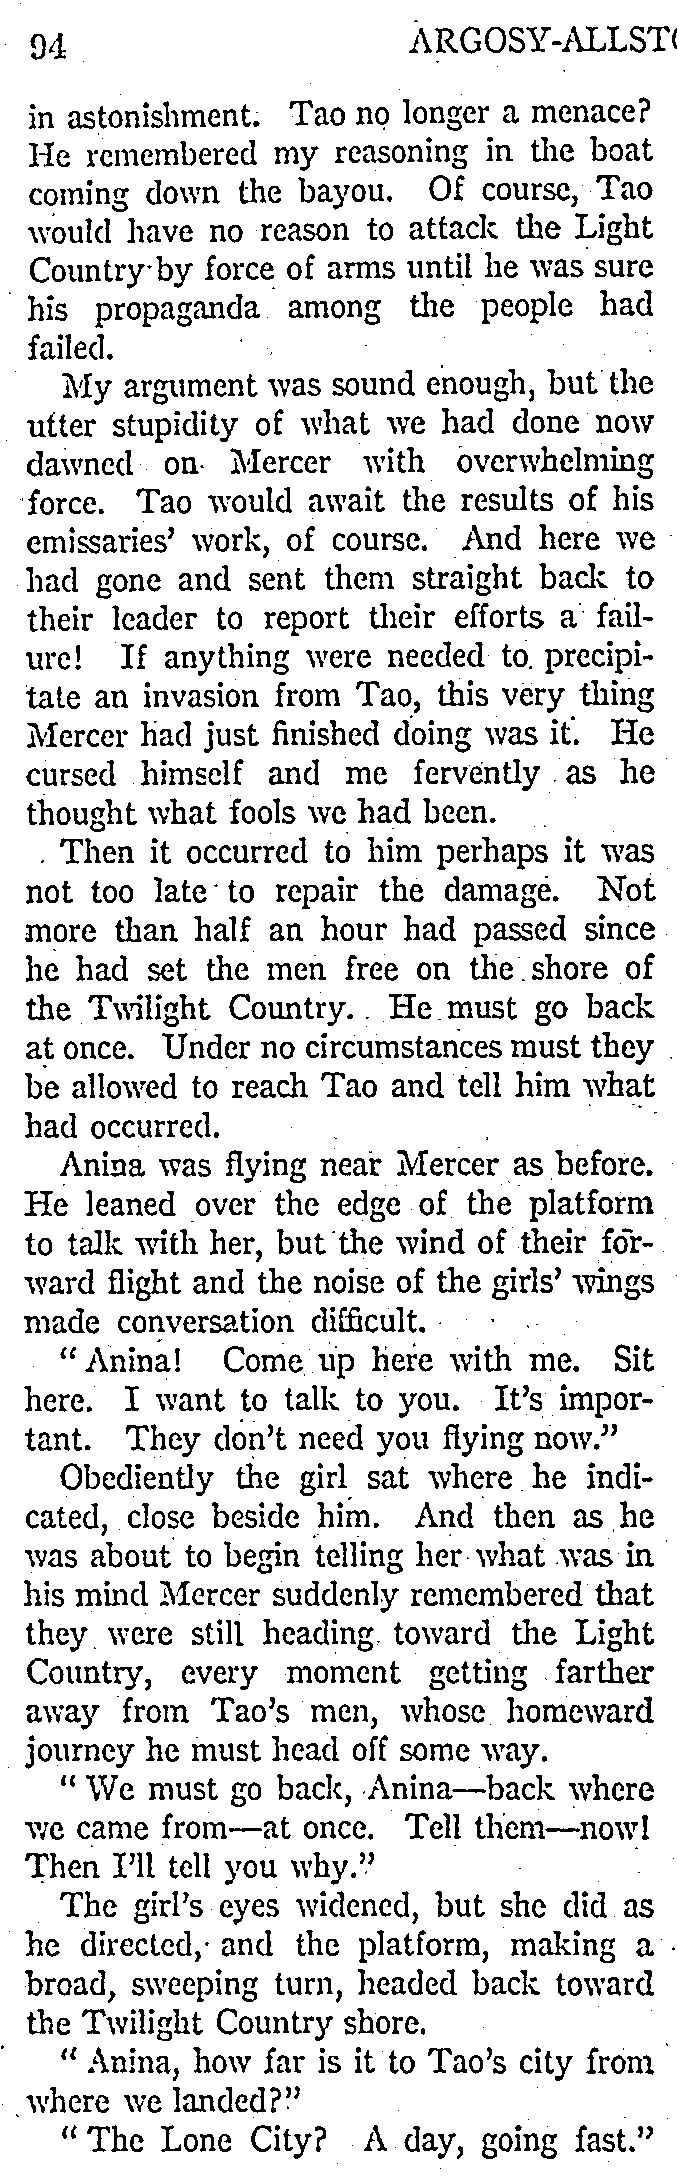 94
ARGOSY-ALLST
in astonishment. Tao no longer a menace?
He remembered my reasoning in the boat
coming down the bayou. Of course, Tao
would have no reason to attack the Light
Country by force of arms until he was sure
his propaganda among the people had
failed.
My argument was sound enough, but the
utter stupidity of what we had done now
dawned on Mercer with overwhelming
force. Tao would await the results of his
emissaries' work, of course. And here we
had gone and sent them straight back to
their leader to report their efforts a fail-
ure! If anything were needed to precipi-
tate an invasion from Tao, this very thing
Mercer had just finished doing was it. He
cursed himself and me fervently as he
thought what fools we had been.
Then it occurred to him perhaps it was
not too late to repair the damage. Not
more than half an hour had passed since
he had set the men free on the shore of
the Twilight Country. He must go back
at once. Under no circumstances must they
be allowed to reach Tao and tell him what
had occurred.
Anina was flying near Mercer as before.
He leaned over the edge of the platform
to talk with her, but the wind of their for-
ward flight and the noise of the girls' wings
made conversation difficult.
"Anina! Come up here with me. Sit
here. I want to talk to you. It's impor-
tant. They don't need you flying now."
Obediently the girl sat where he indi-
cated, close beside him. And then as he
was about to begin telling her what was in
his mind Mercer suddenly remembered that
they were still heading toward the Light
Country, every moment getting farther
away from Tao's men, whose homeward
journey he must head off some way.
"We must go back, Anina—back where
we came from—at once. Tell them—now!
Then I'll tell you why."
The girl's eyes widened, but she did as
he directed, and the platform, making a
broad, sweeping turn, headed back toward
the Twilight Country shore.
"Anina, how far is it to Tao's city from
where we landed?"
"The Lone City? A day, going fast."